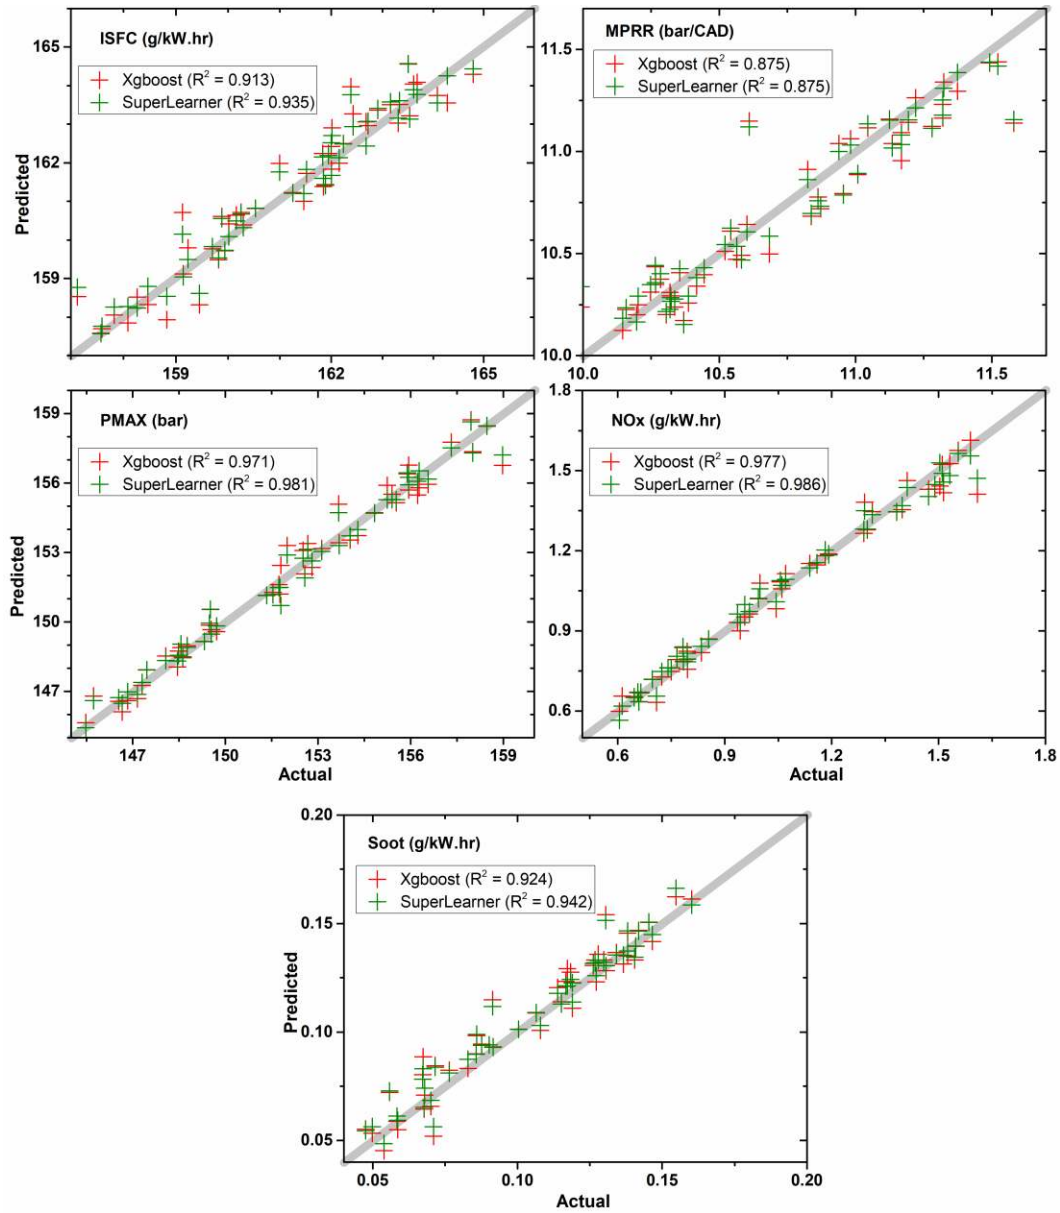 ISFC (g/kW.hr)
Xgboost (R² = 0.913)
SuperLearner (R² = 0.935)
165
162
159
Predicted
159 162 165
MPRR (bar/CAD)
Xgboost (R² = 0.875)
SuperLearner (R² = 0.875)
11.5
11.0
10.5
10.0
10.0 10.5 11.0 11.5
PMAX (bar)
Xgboost (R² = 0.971)
SuperLearner (R² = 0.981)
159
156
153
150
147
Predicted
147 150 153 156 159
Actual
NOx (g/kW.hr)
Xgboost (R² = 0.977)
SuperLearner (R² = 0.986)
1.8
1.5
1.2
0.9
0.6
0.6 0.9 1.2 1.5 1.8
Actual
Soot (g/kW.hr)
Xgboost (R² = 0.924)
SuperLearner (R² = 0.942)
0.20
0.15
0.10
0.05
Predicted
0.05 0.10 0.15 0.20
Actual